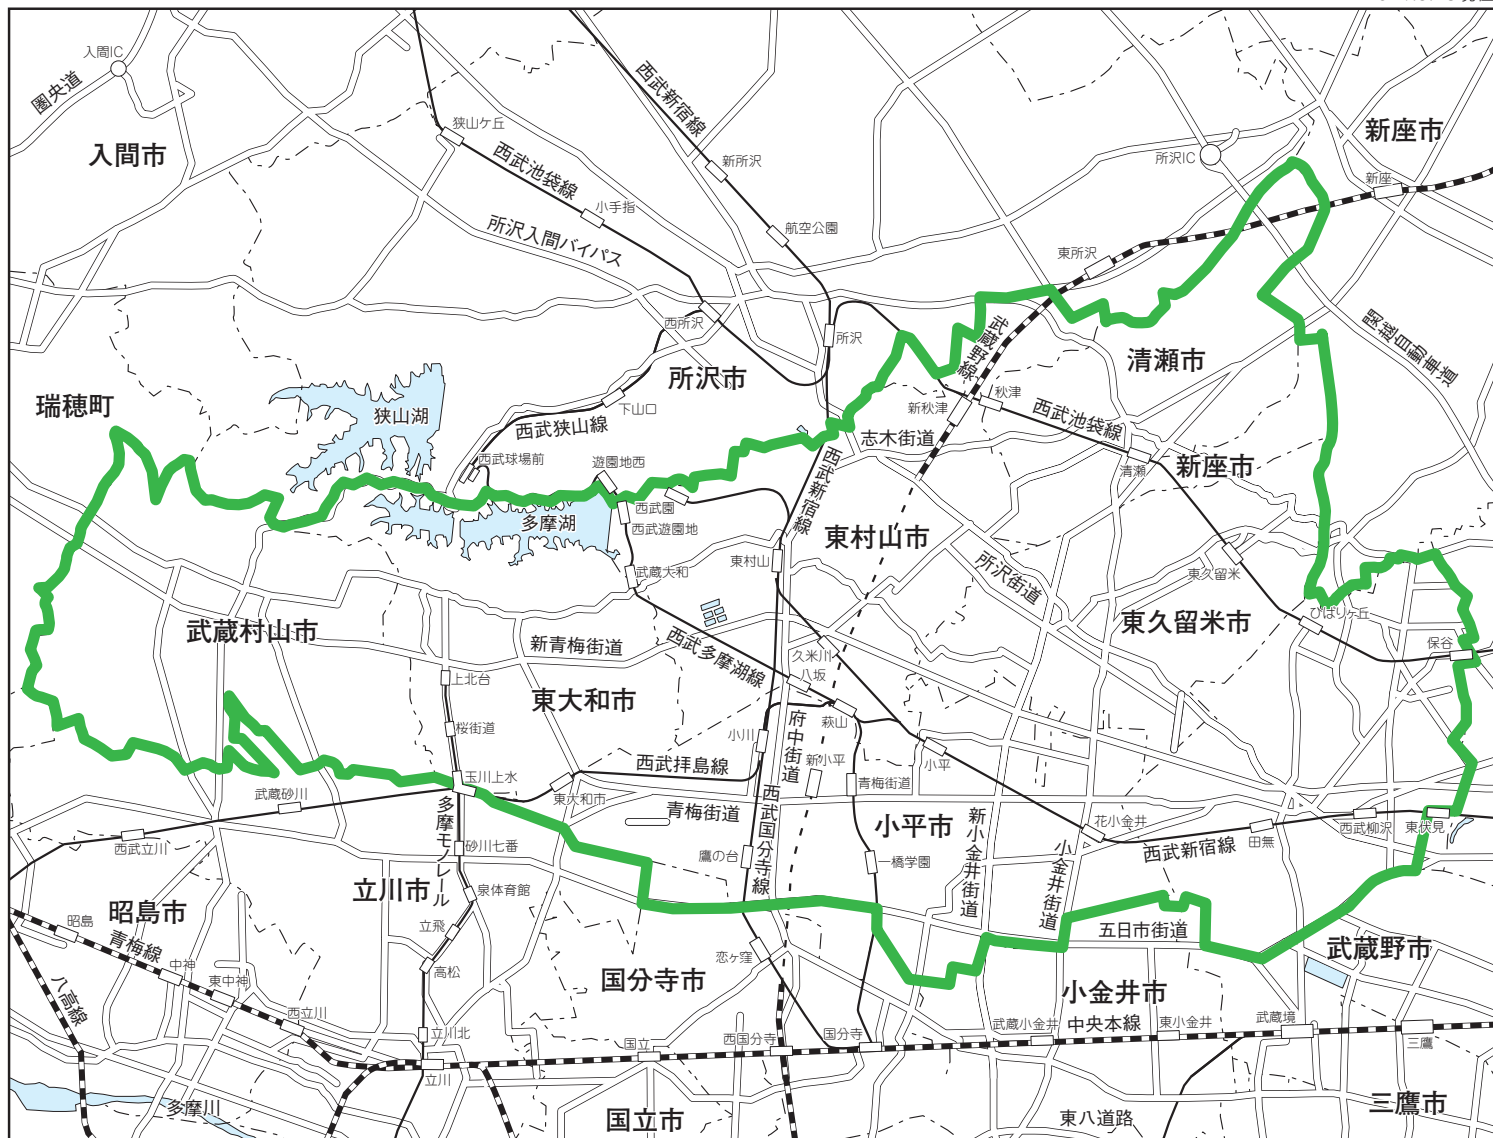 入間IC
圏央道
入間市
狭山ケ丘
西武新宿線
新座市
所沢IC
新所沢
西武池袋線
新座
小手指
所沢入間バイパス
航空公園
東所沢
西所沢
所沢
武蔵野線
関越自動車道
清瀬市
所沢市
瑞穂町
狭山湖
下山口
西武狭山線
新秋津
秋津
西武池袋線
志木街道
西武球場前
遊園地西
清瀬
新座市
西武園
多摩湖
西武遊園地
西武新宿線
東村山市
東村山
武蔵大和
所沢街道
東久留米
東久留米市
ひばりヶ丘
保谷
武蔵村山市
新青梅街道
西武多摩湖線
久米川
八坂
上北台
東大和市
萩山
桜街道
小川
府中街道
新小平
小平
西武拝島線
玉川上水
青梅街道
武蔵砂川
東大和市
青梅街道
西武国分寺線
多摩モノレール
小平市
新小金井街道
花小金井
西武柳沢
東伏見
田無
西武新宿線
西武立川
砂川七番
鷹の台
一橋学園
小金井街道
立川市
泉体育館
昭島市
昭島
青梅線
立飛
五日市街道
武蔵野市
中神
高松
恋ヶ窪
国分寺市
東中神
八高線
小金井市
西立川
立川北
武蔵小金井
中央本線
東小金井
武蔵境
三鷹
国立
西国分寺
国分寺
立川
多摩川
国立市
東八道路
三鷹市